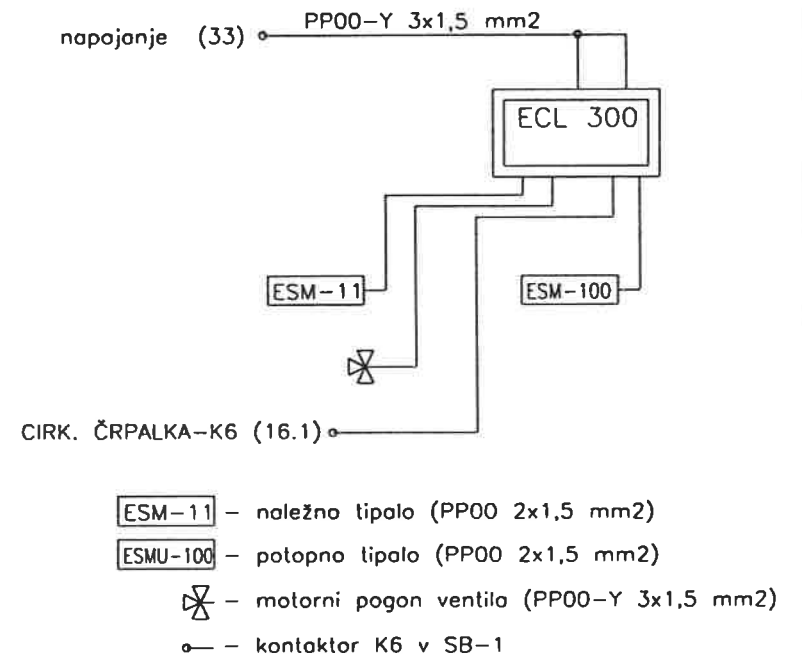 PP00-Y 3x1,5 mm2
napajanje (33)
ECL 300
ESM-11
ESM-100
CIRK. ČRPALKA-K6 (16.1)
ESM-11 - naležno tipalo (PP00 2x1,5 mm2)
ESMU-100 - potopno tipalo (PP00 2x1,5 mm2)
- motorni pogon ventila (PP00-Y 3x1,5 mm2)
- kontaktor K6 v SB-1